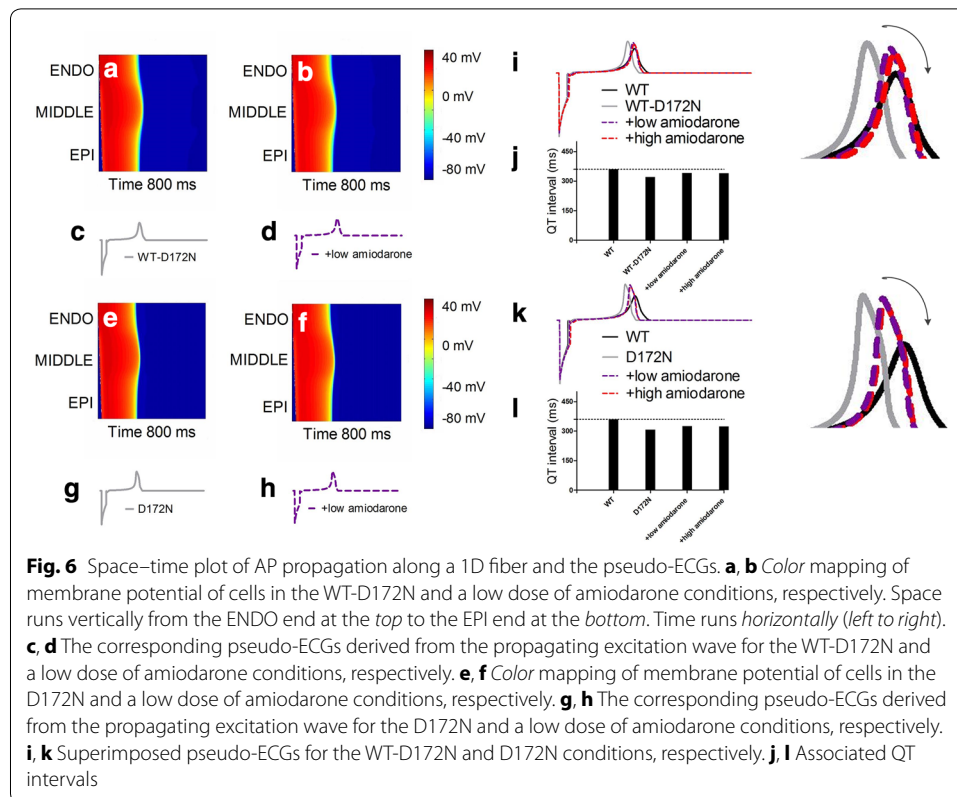 a
b
ENDO
MIDDLE
EPI
ENDO
MIDDLE
EPI
Time 800 ms
Time 800 ms
40 mV
0 mV
-40 mV
-80 mV
c
WT-D172N
d
+low amiodarone
e
f
ENDO
MIDDLE
EPI
ENDO
MIDDLE
EPI
Time 800 ms
Time 800 ms
40 mV
0 mV
-40 mV
-80 mV
g
D172N
h
+low amiodarone
i
WT
WT-D172N
+low amiodarone
+high amiodarone
j
QT interval (ms)
450
300
150
0
WT
WT-D172N
+low amiodarone
+high amiodarone
k
WT
D172N
+low amiodarone
+high amiodarone
l
QT interval (ms)
450
300
150
0
WT
D172N
+low amiodarone
+high amiodarone
Fig. 6 Space–time plot of AP propagation along a 1D fiber and the pseudo-ECGs. a, b Color mapping of
membrane potential of cells in the WT-D172N and a low dose of amiodarone conditions, respectively. Space
runs vertically from the ENDO end at the top to the EPI end at the bottom. Time runs horizontally (left to right).
c, d The corresponding pseudo-ECGs derived from the propagating excitation wave for the WT-D172N and
a low dose of amiodarone conditions, respectively. e, f Color mapping of membrane potential of cells in the
D172N and a low dose of amiodarone conditions, respectively. g, h The corresponding pseudo-ECGs derived
from the propagating excitation wave for the D172N and a low dose of amiodarone conditions, respectively.
i, k Superimposed pseudo-ECGs for the WT-D172N and D172N conditions, respectively. j, l Associated QT
intervals